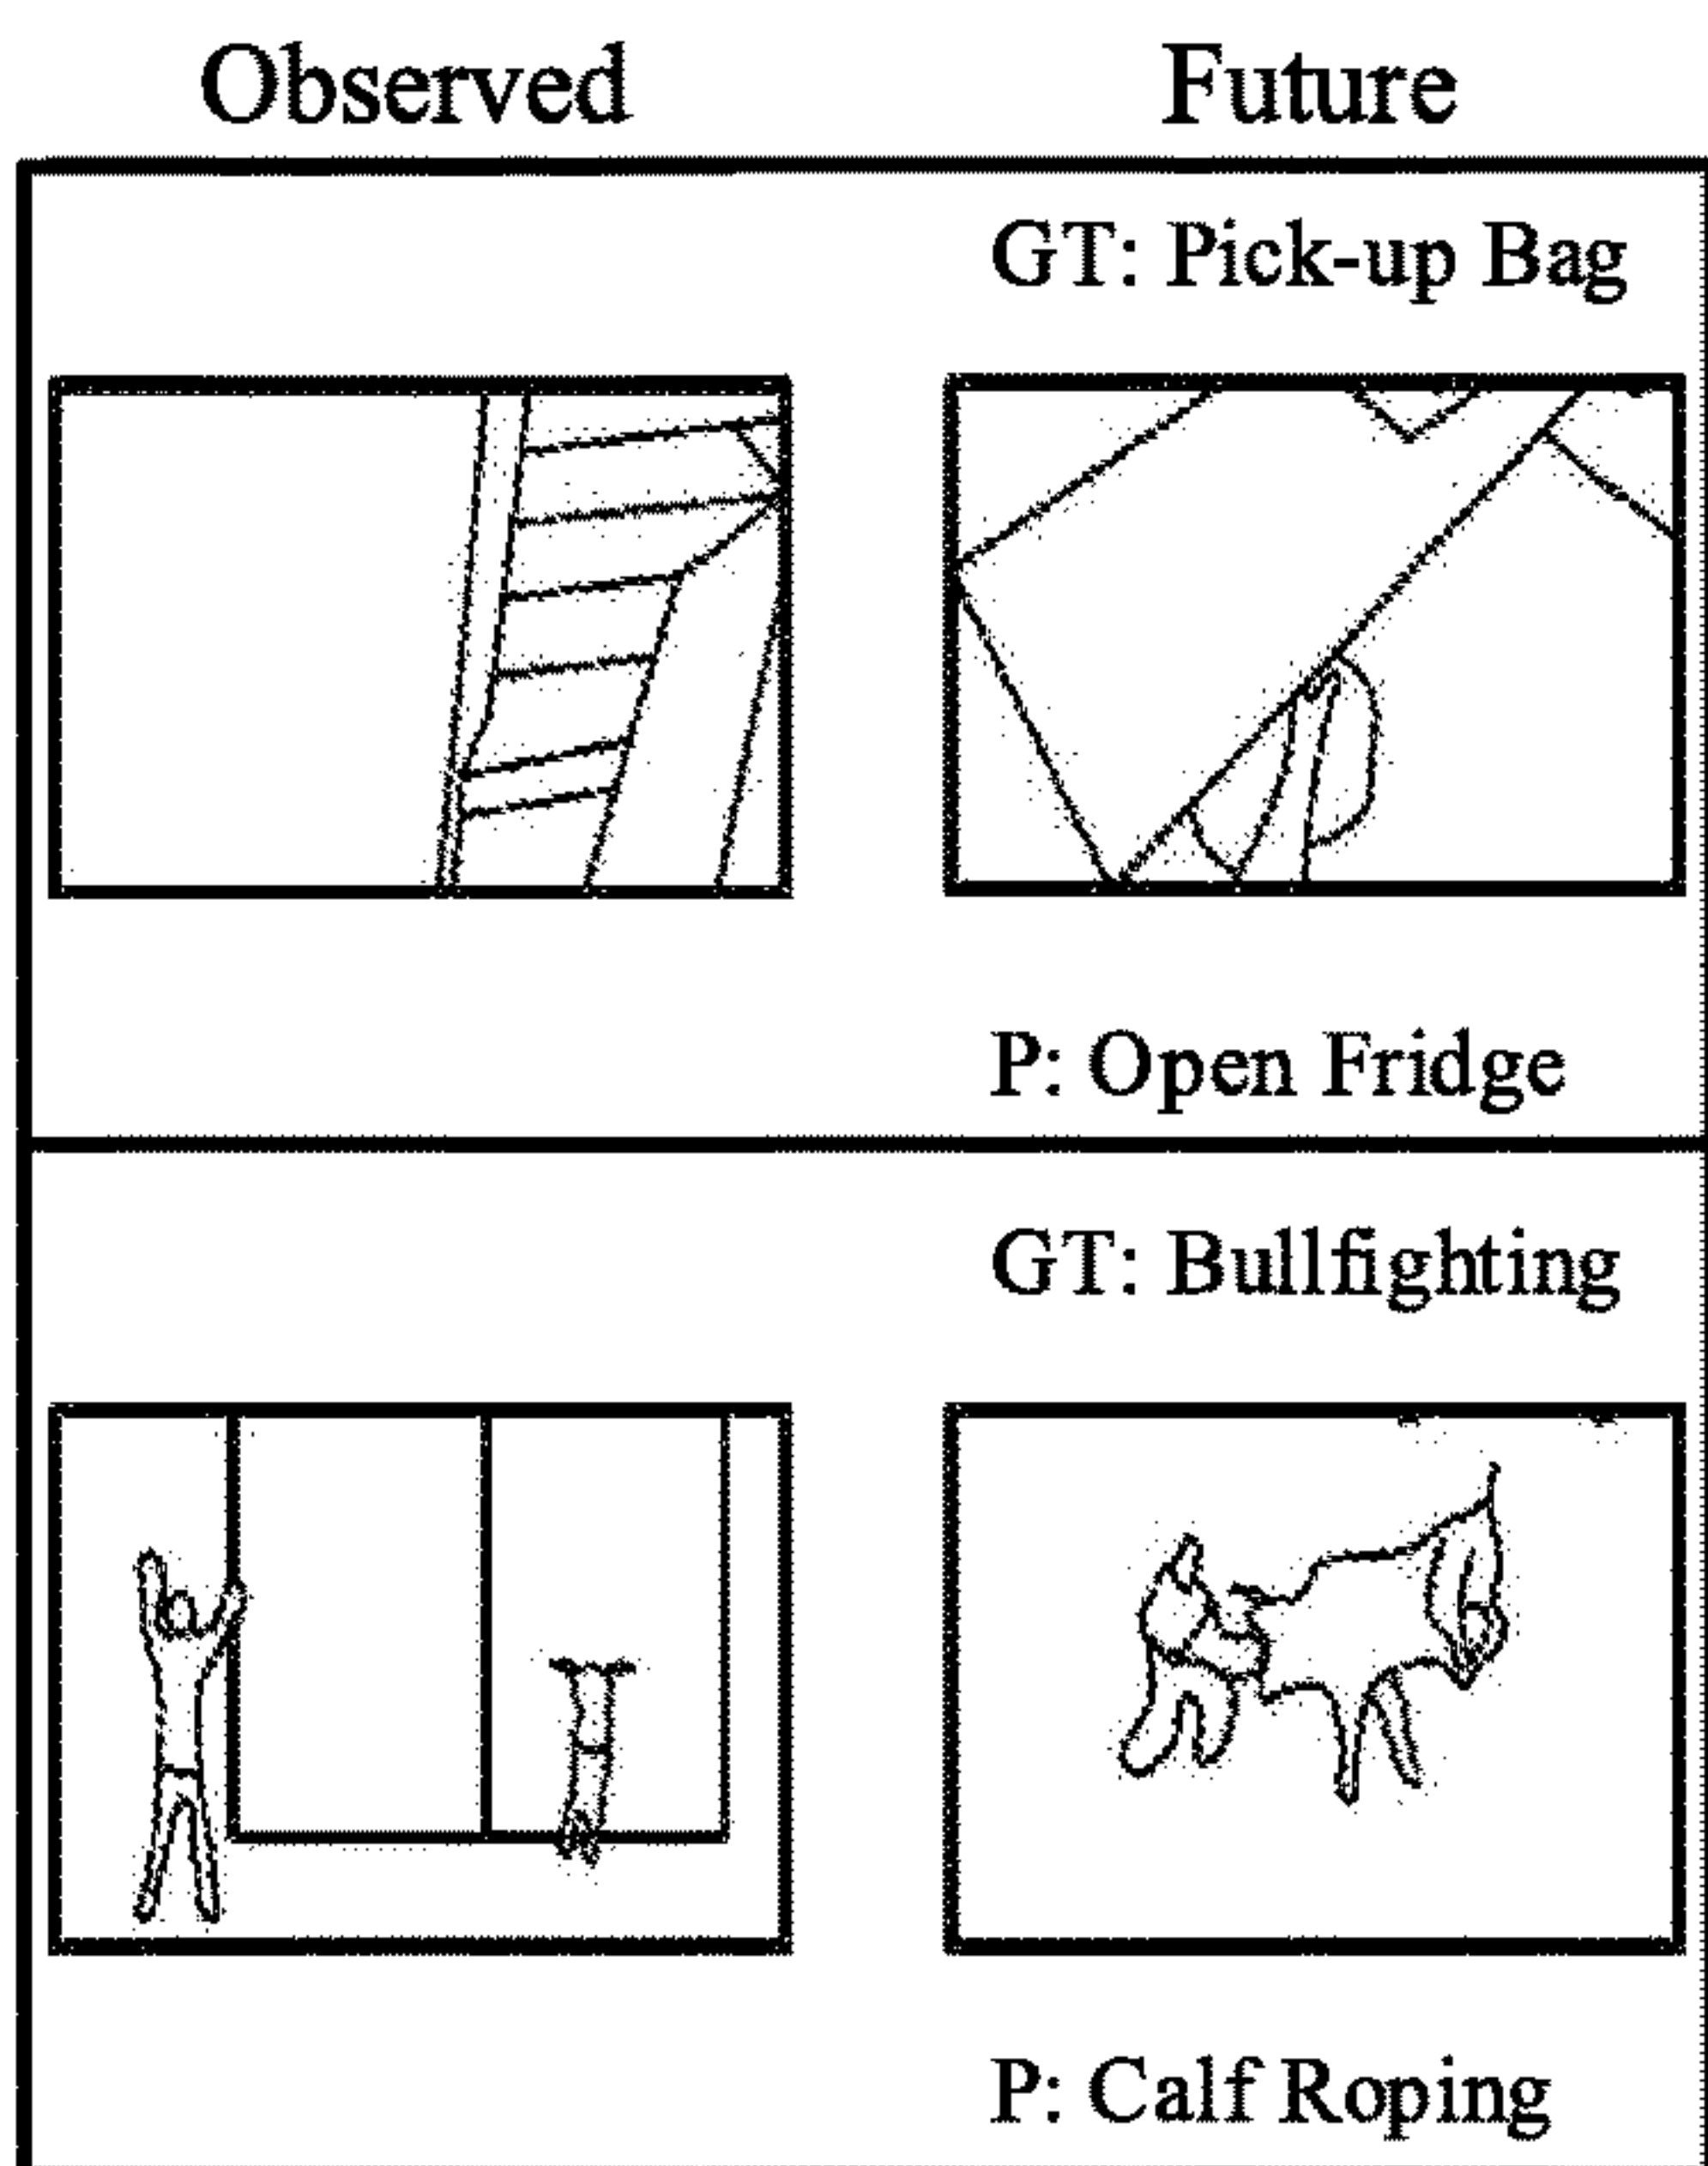 Observed Future
GT: Pick-up Bag
P: Open Fridge
GT: Bullfighting
P: Calf Roping